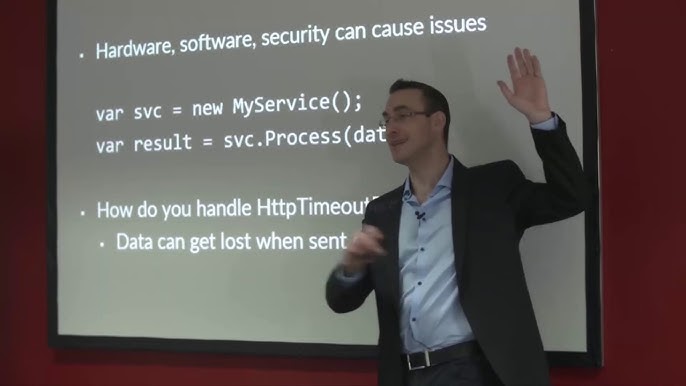 • Hardware, software, security can cause issues
var svc = new MyService();
var result = svc.Process(dat
• How do you handle HttpTimeout
• Data can get lost when sent